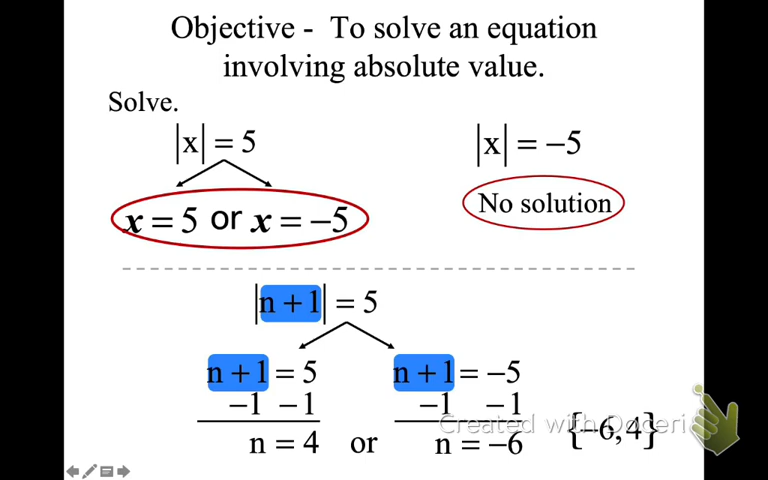 Objective - To solve an equation
involving absolute value.
Solve.
|x| = 5
|x| = −5
x = 5 or x = −5
No solution
|n + 1| = 5
n + 1 = 5
n + 1 = −5
−1 −1
−1 −1
Created with Doceri
n = 4 or n = −6 {−6, 4}